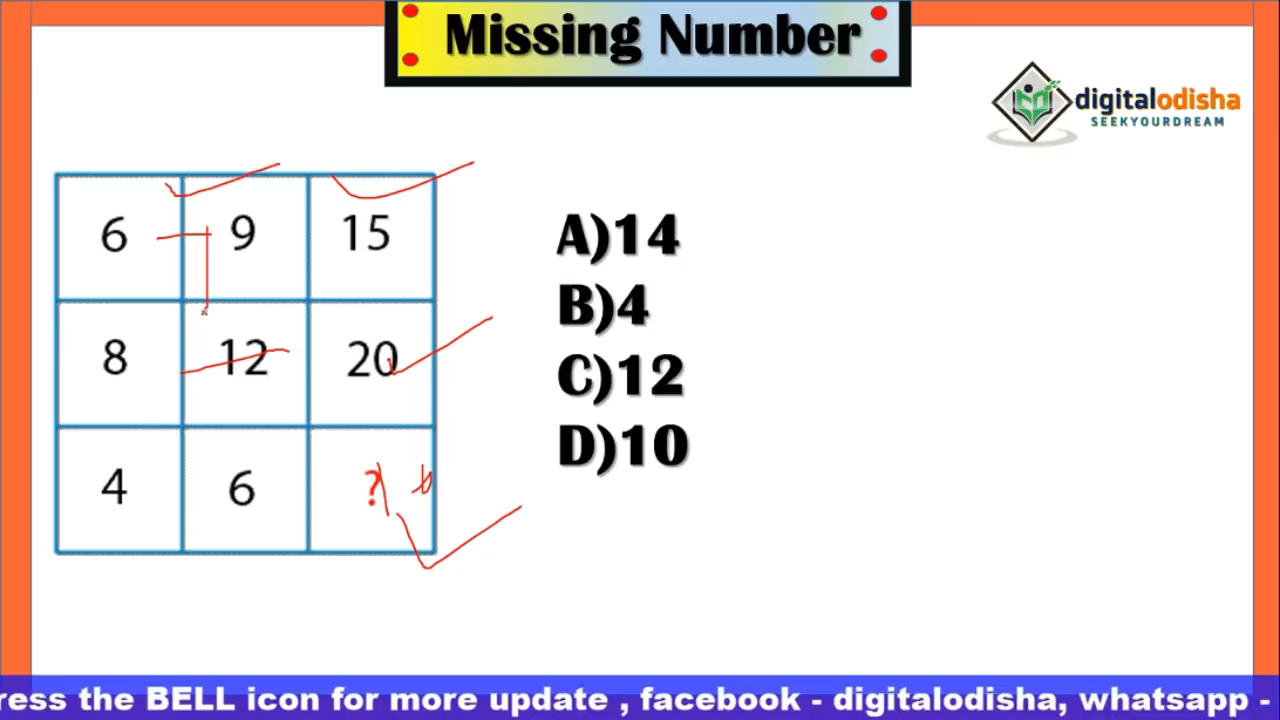 Missing Number
digitalodisha
SEEKYOURDREAM
6 9 15
8 12 20
4 6 ?
A)14
B)4
C)12
D)10
ress the BELL icon for more update , facebook - digitalodisha, whatsapp -